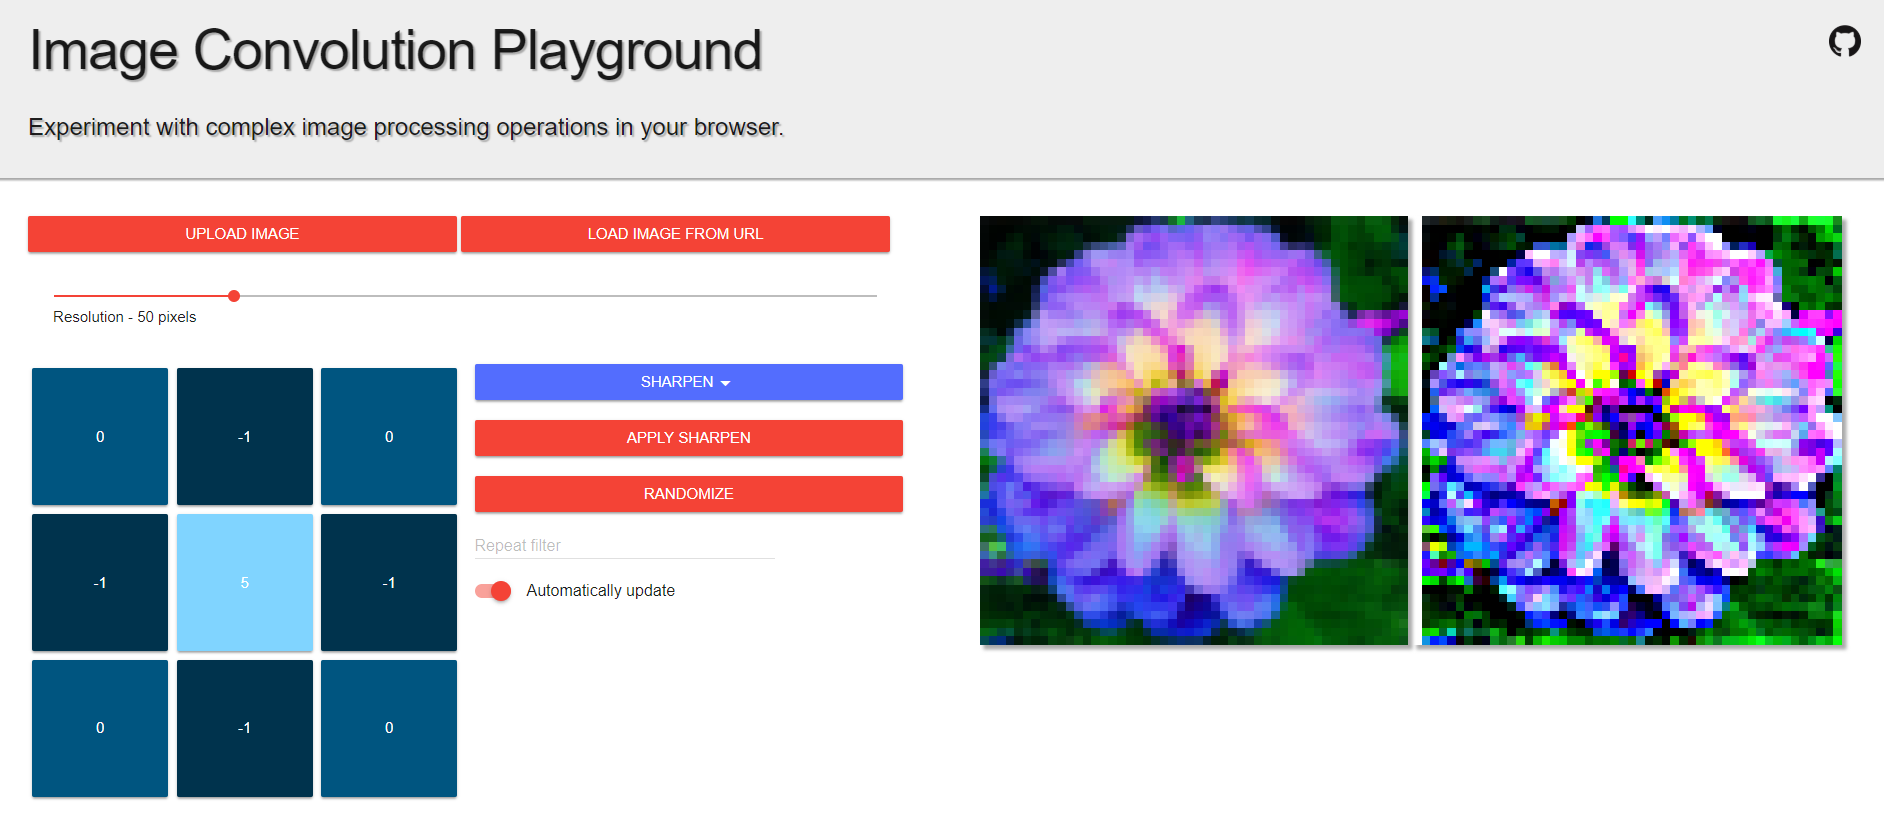 Image Convolution Playground
Experiment with complex image processing operations in your browser.
UPLOAD IMAGE
LOAD IMAGE FROM URL
Resolution - 50 pixels
0
-1
0
-1
5
-1
0
-1
0
SHARPEN
APPLY SHARPEN
RANDOMIZE
Repeat filter
Automatically update